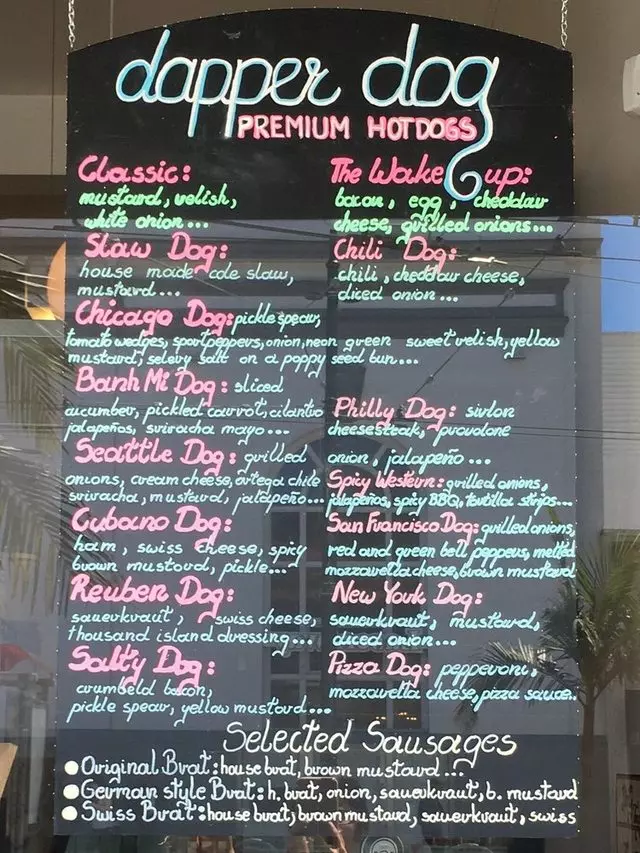 dapper dog
PREMIUM HOTDOGS
Classic:
mustard, relish,
white onion...
Slaw Dog:
house made cole slaw,
mustard...
Chicago Dog: pickle spear,
tomato wedges, sportpeppers, onion, neon green sweet relish, yellow
mustard, selery salt on a poppy seed bun...
Banh Mi Dog: sliced
cucumber, pickled carrot, cilantro
jalapeños, sriracha mayo...
Seattle Dog: grilled
onions, cream cheese, ortega chile
sriracha, mustard, jalapeño...
Cubano Dog:
ham, swiss cheese, spicy
brown mustard, pickle...
Reuben Dog:
sauerkraut, swiss cheese,
thousand island dressing...
Salty Dog:
crumbeld bacon,
pickle spear, yellow mustard...
The Wake up:
bacon, egg, cheddar
cheese, grilled onions...
Chili Dog:
chili, cheddar cheese,
diced onion...
Philly Dog: sirlon
cheesesteak, provolone
onion, jalapeño...
Spicy Western: grilled onions,
jalapeños, spicy BBQ, tortilla strips...
San Francisco Dog: grilled onions,
red and green bell peppers, melted
mozzarella cheese, brown mustard
New York Dog:
sauerkraut, mustard,
diced onion...
Pizza Dog: pepperoni,
mozzarella cheese, pizza sauce..
Selected Sausages
Original Brat: house brat, brown mustard...
German style Brat: h. brat, onion, sauerkraut, b. mustard
Swiss Brat: house brat, brown mustard, sauerkraut, swiss